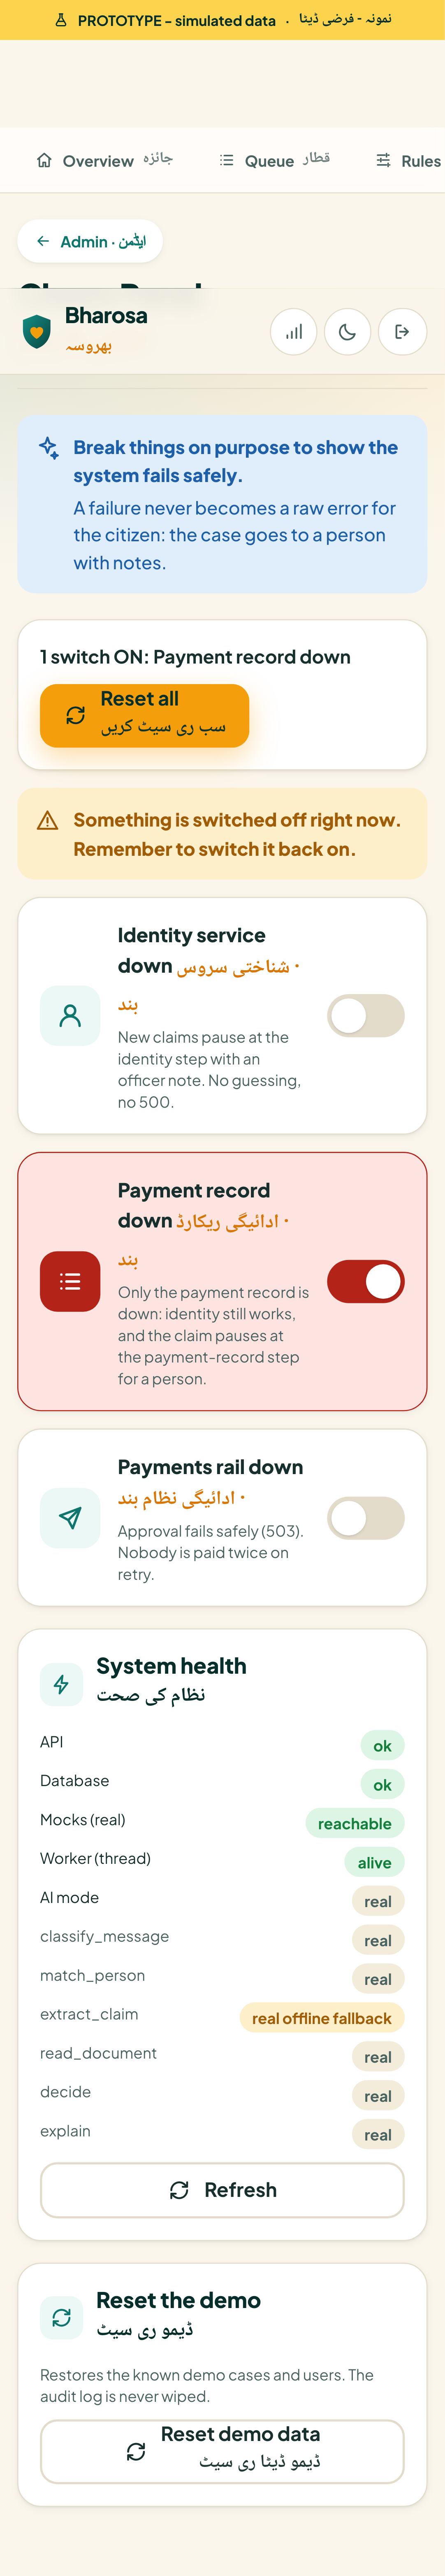 PROTOTYPE – simulated data · نمونہ - فرضی ڈیٹا
Overview جائزہ
Queue قطار
Rules
Admin · ایڈمن
Bharosa
بھروسہ
Break things on purpose to show the
system fails safely.
A failure never becomes a raw error for
the citizen: the case goes to a person
with notes.
1 switch ON: Payment record down
Reset all
سب ری سیٹ کریں
Something is switched off right now.
Remember to switch it back on.
Identity service
down · شناختی سروس
بند
New claims pause at the
identity step with an
officer note. No guessing,
no 500.
Payment record
down · ادائیگی ریکارڈ
بند
Only the payment record is
down: identity still works,
and the claim pauses at
the payment-record step
for a person.
Payments rail down
· ادائیگی نظام بند
Approval fails safely (503).
Nobody is paid twice on
retry.
System health
نظام کی صحت
API ok
Database ok
Mocks (real) reachable
Worker (thread) alive
AI mode real
classify_message real
match_person real
extract_claim real offline fallback
read_document real
decide real
explain real
Refresh
Reset the demo
ڈیمو ری سیٹ
Restores the known demo cases and users. The
audit log is never wiped.
Reset demo data
ڈیمو ڈیٹا ری سیٹ